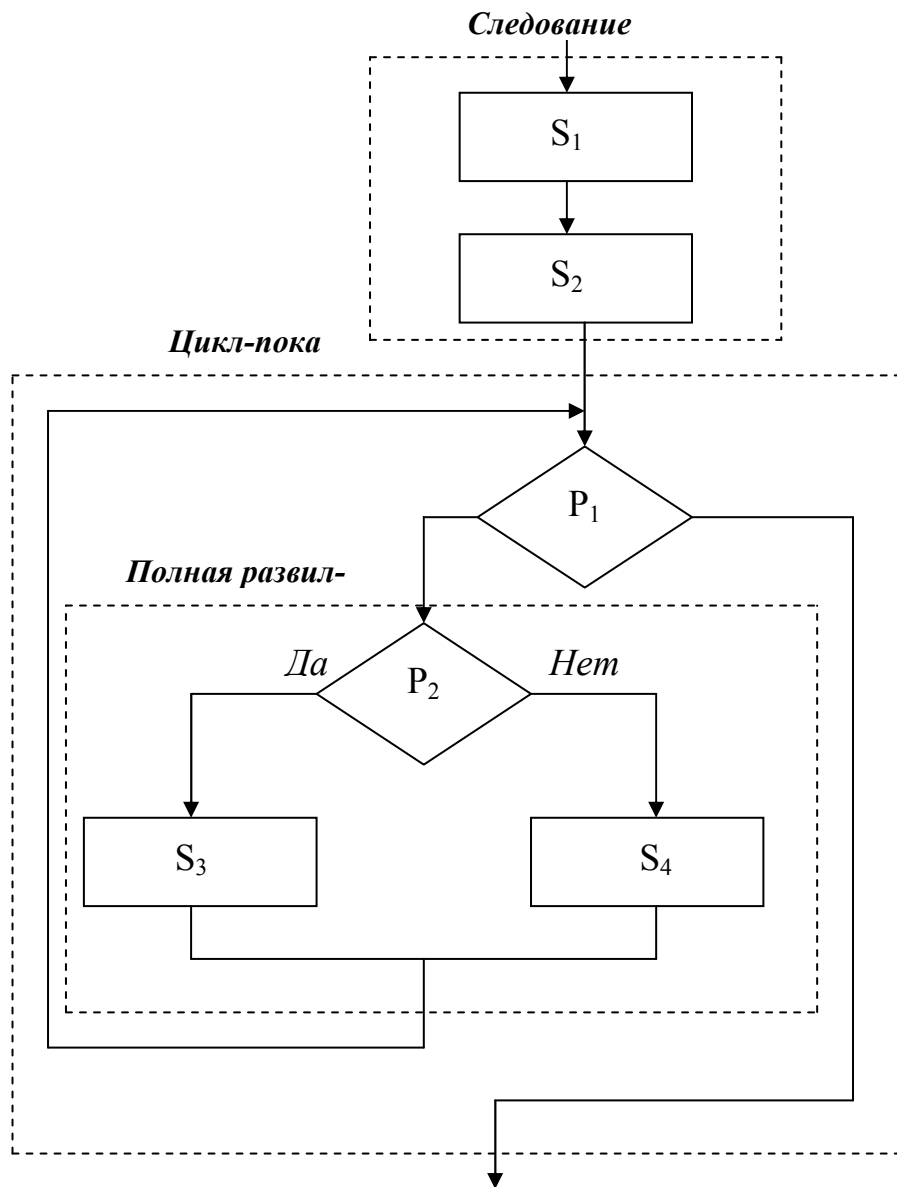 Следование
S₁
S₂
Цикл-пока
P₁
Полная развил-
Да
P₂
Нет
S₃
S₄